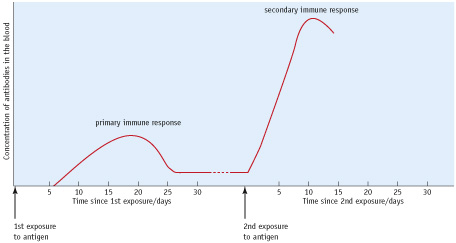 secondary immune response
Concentration of antibodies in the blood
primary immune response
5 10 15 20 25 30 5 10 15 20 25 30
Time since 1st exposure/days Time since 2nd exposure/days
1st exposure
to antigen
2nd exposure
to antigen